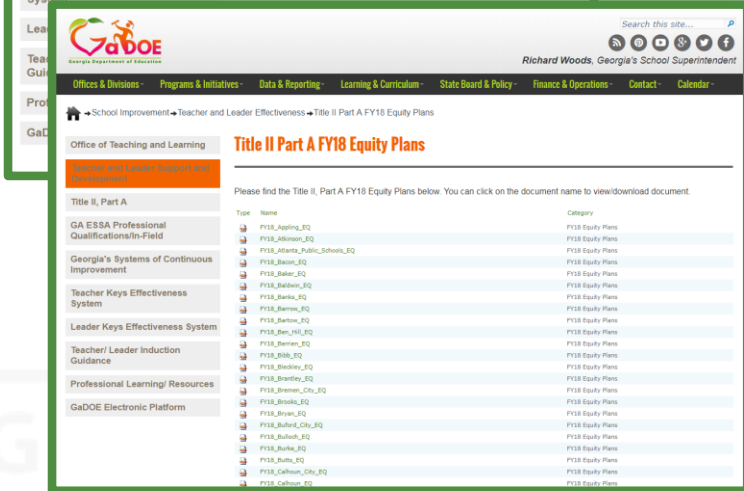 Lead
Tea
Gui
Prof
GaD
GaDOE
Georgia Department of Education
Search this site...
Richard Woods, Georgia's School Superintendent
Offices & Divisions Programs & Initiatives Data & Reporting Learning & Curriculum State Board & Policy Finance & Operations Contact Calendar
School Improvement Teacher and Leader Effectiveness Title II Part A FY18 Equity Plans
Office of Teaching and Learning
Teacher and Leader Support and Development
Title II, Part A
GA ESSA Professional Qualifications/In-Field
Georgia's Systems of Continuous Improvement
Teacher Keys Effectiveness System
Leader Keys Effectiveness System
Teacher/ Leader Induction Guidance
Professional Learning/ Resources
GaDOE Electronic Platform
Title II Part A FY18 Equity Plans
Please find the Title II, Part A FY18 Equity Plans below. You can click on the document name to view/download document.
Type Name Category
FY18_Appling_EQ FY18 Equity Plans
FY18_Atkinson_EQ FY18 Equity Plans
FY18_Atlanta_Public_Schools_EQ FY18 Equity Plans
FY18_Bacon_EQ FY18 Equity Plans
FY18_Baker_EQ FY18 Equity Plans
FY18_Baldwin_EQ FY18 Equity Plans
FY18_Banks_EQ FY18 Equity Plans
FY18_Barrow_EQ FY18 Equity Plans
FY18_Bartow_EQ FY18 Equity Plans
FY18_Ben_Hill_EQ FY18 Equity Plans
FY18_Berrien_EQ FY18 Equity Plans
FY18_Bibb_EQ FY18 Equity Plans
FY18_Bleckley_EQ FY18 Equity Plans
FY18_Brantley_EQ FY18 Equity Plans
FY18_Bremen_City_EQ FY18 Equity Plans
FY18_Brooks_EQ FY18 Equity Plans
FY18_Bryan_EQ FY18 Equity Plans
FY18_Buford_City_EQ FY18 Equity Plans
FY18_Bulloch_EQ FY18 Equity Plans
FY18_Burke_EQ FY18 Equity Plans
FY18_Butts_EQ FY18 Equity Plans
FY18_Calhoun_City_EQ FY18 Equity Plans
FY18_Calhoun_EQ FY18 Equity Plans